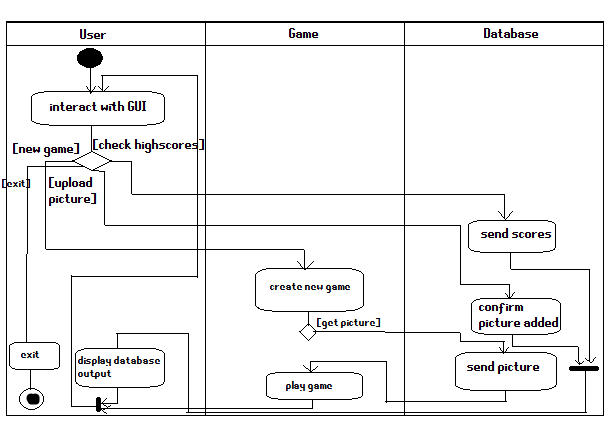 User
Game
Database
interact with GUI
[new game]
[check highscores]
[exit]
[upload
picture]
send scores
create new game
confirm
picture added
[get picture]
exit
display database
output
send picture
play game